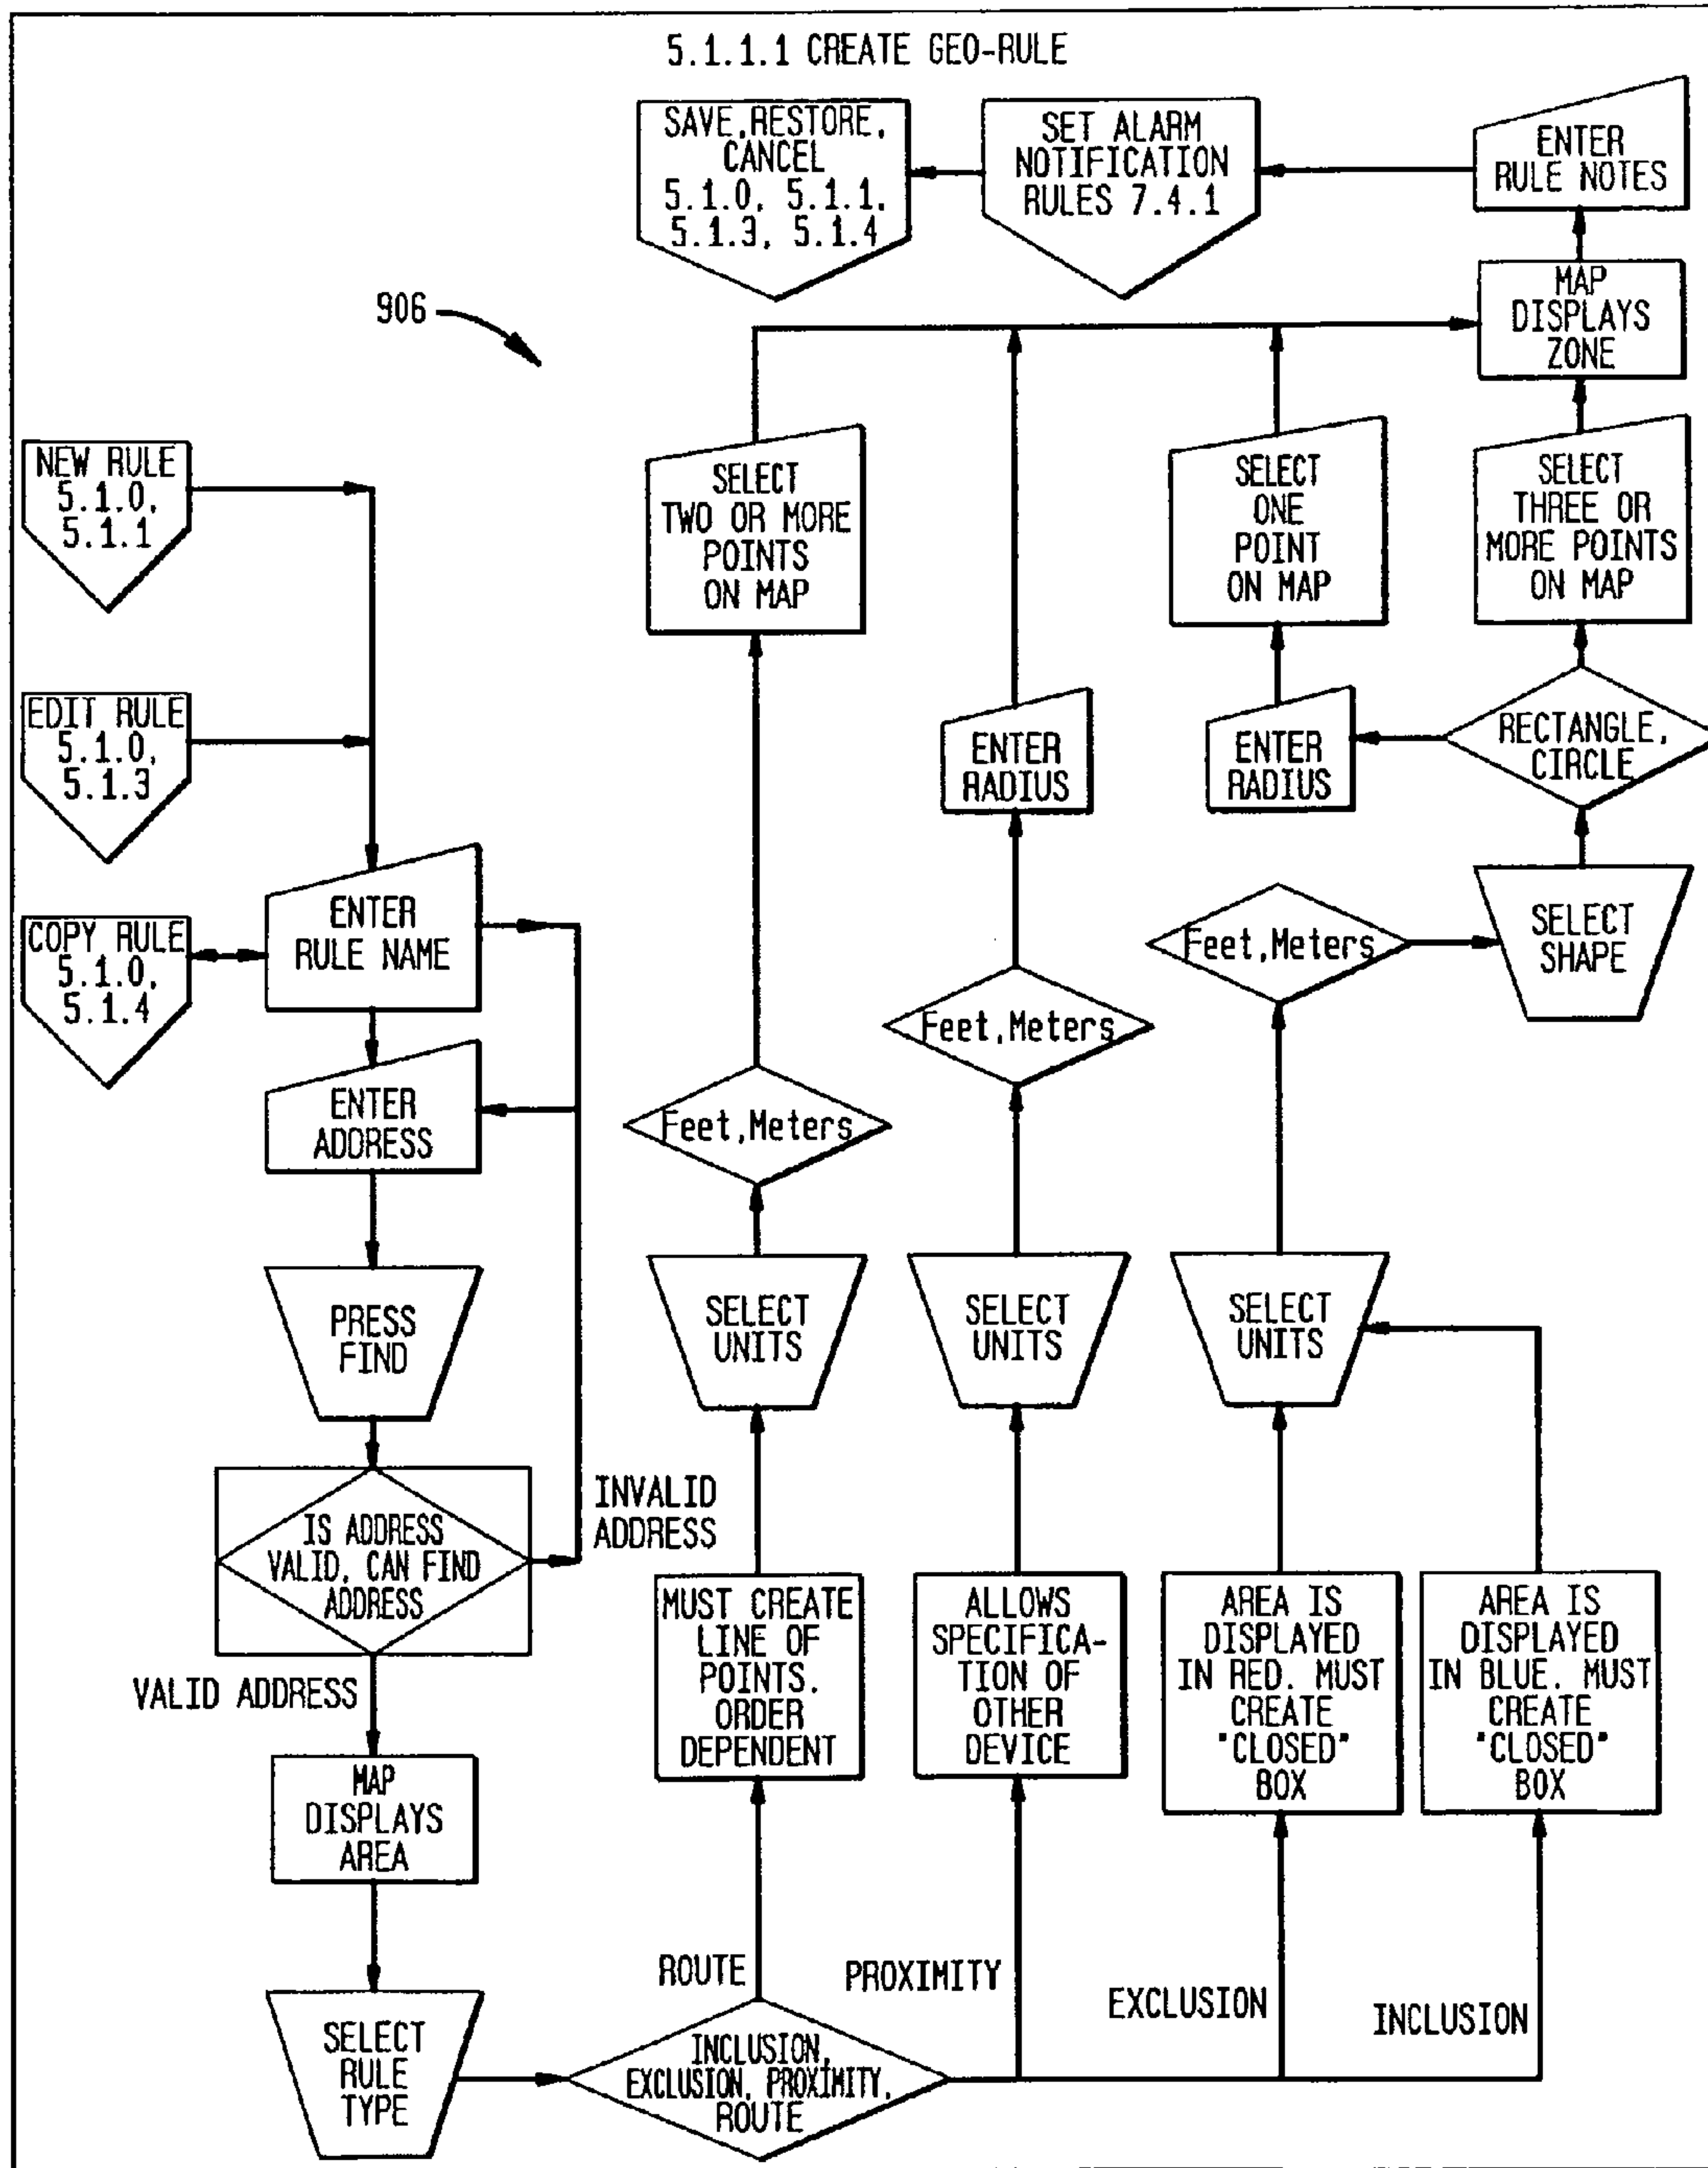 5.1.1.1 CREATE GEO-RULE
SAVE,RESTORE,
CANCEL
5.1.0, 5.1.1,
5.1.3, 5.1.4
SET ALARM
NOTIFICATION
RULES 7.4.1
ENTER
RULE NOTES
906
MAP
DISPLAYS
ZONE
NEW RULE
5.1.0,
5.1.1
SELECT
TWO OR MORE
POINTS
ON MAP
SELECT
ONE
POINT
ON MAP
SELECT
THREE OR
MORE POINTS
ON MAP
EDIT RULE
5.1.0,
5.1.3
ENTER
RADIUS
ENTER
RADIUS
RECTANGLE,
CIRCLE
COPY RULE
5.1.0,
5.1.4
ENTER
RULE NAME
Feet,Meters
SELECT
SHAPE
Feet,Meters
ENTER
ADDRESS
Feet,Meters
PRESS
FIND
SELECT
UNITS
SELECT
UNITS
SELECT
UNITS
IS ADDRESS
VALID, CAN FIND
ADDRESS
INVALID
ADDRESS
VALID ADDRESS
MUST CREATE
LINE OF
POINTS.
ORDER
DEPENDENT
ALLOWS
SPECIFICA-
TION OF
OTHER
DEVICE
AREA IS
DISPLAYED
IN RED. MUST
CREATE
"CLOSED"
BOX
AREA IS
DISPLAYED
IN BLUE. MUST
CREATE
"CLOSED"
BOX
MAP
DISPLAYS
AREA
ROUTE
PROXIMITY
EXCLUSION
INCLUSION
SELECT
RULE
TYPE
INCLUSION,
EXCLUSION, PROXIMITY,
ROUTE